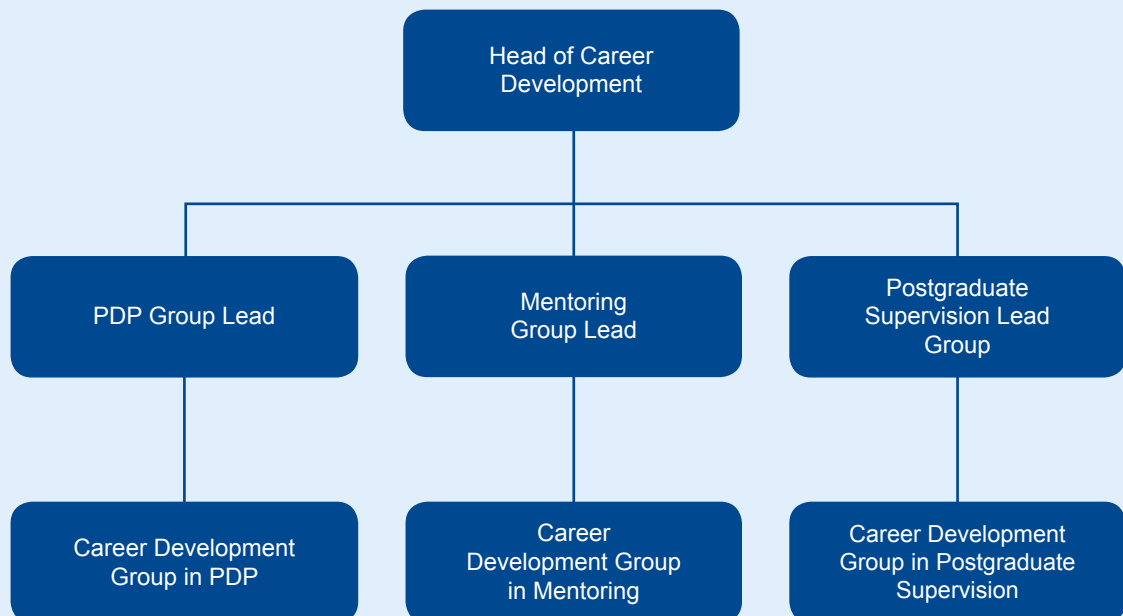 Head of Career
Development
PDP Group Lead
Mentoring
Group Lead
Postgraduate
Supervision Lead
Group
Career Development
Group in PDP
Career
Development Group
in Mentoring
Career Development
Group in Postgraduate
Supervision